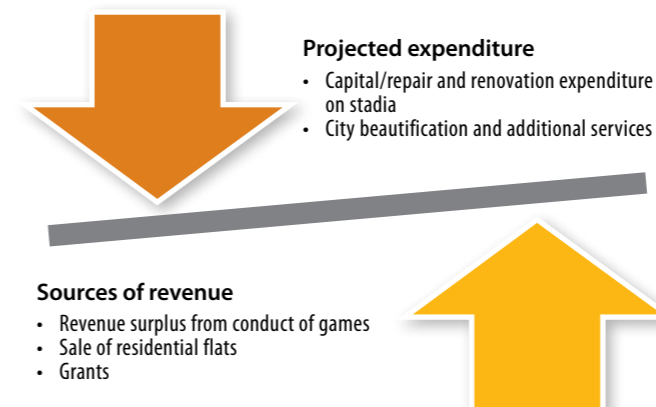 Projected expenditure
• Capital/repair and renovation expenditure
on stadia
• City beautification and additional services
Sources of revenue
• Revenue surplus from conduct of games
• Sale of residential flats
• Grants